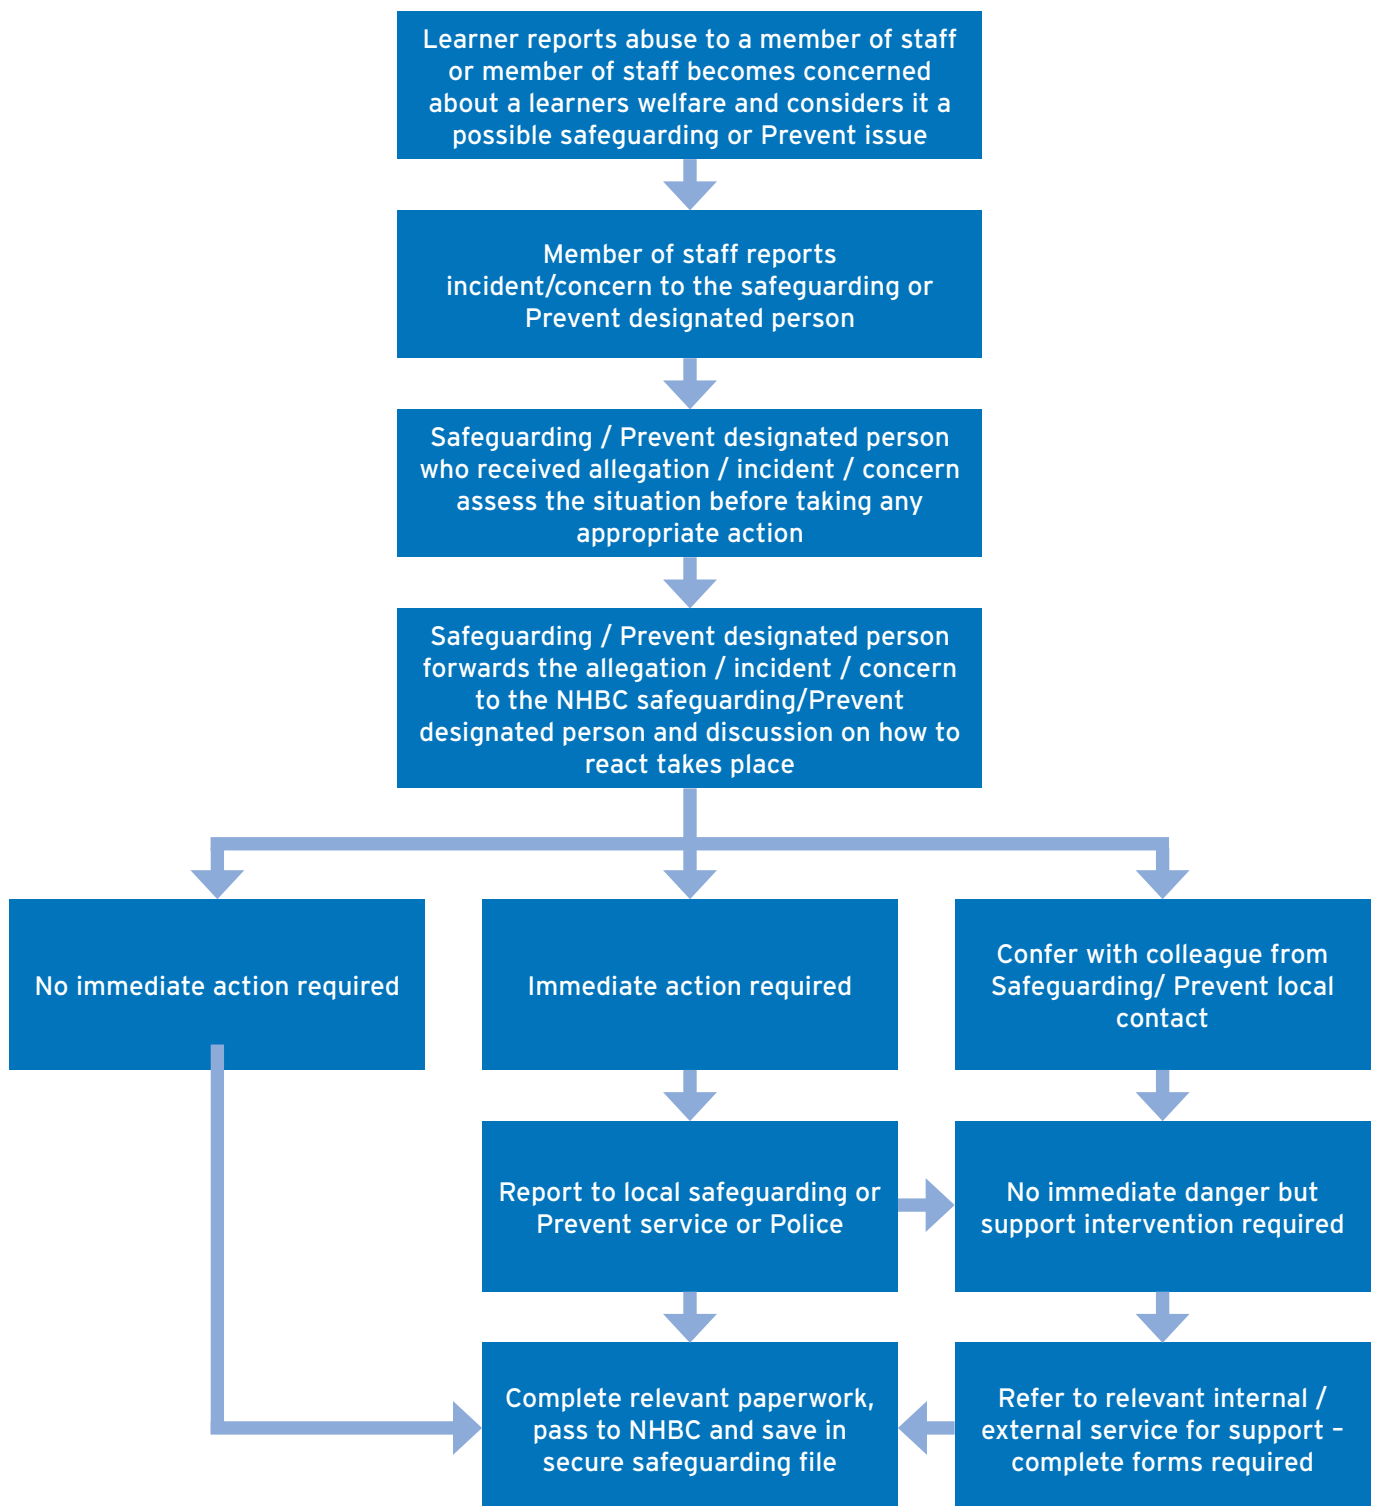 Learner reports abuse to a member of staff
or member of staff becomes concerned
about a learners welfare and considers it a
possible safeguarding or Prevent issue
Member of staff reports
incident/concern to the safeguarding or
Prevent designated person
Safeguarding / Prevent designated person
who received allegation / incident / concern
assess the situation before taking any
appropriate action
Safeguarding / Prevent designated person
forwards the allegation / incident / concern
to the NHBC safeguarding/Prevent
designated person and discussion on how to
react takes place
No immediate action required
Immediate action required
Confer with colleague from
Safeguarding/ Prevent local
contact
Report to local safeguarding or
Prevent service or Police
No immediate danger but
support intervention required
Complete relevant paperwork,
pass to NHBC and save in
secure safeguarding file
Refer to relevant internal /
external service for support –
complete forms required